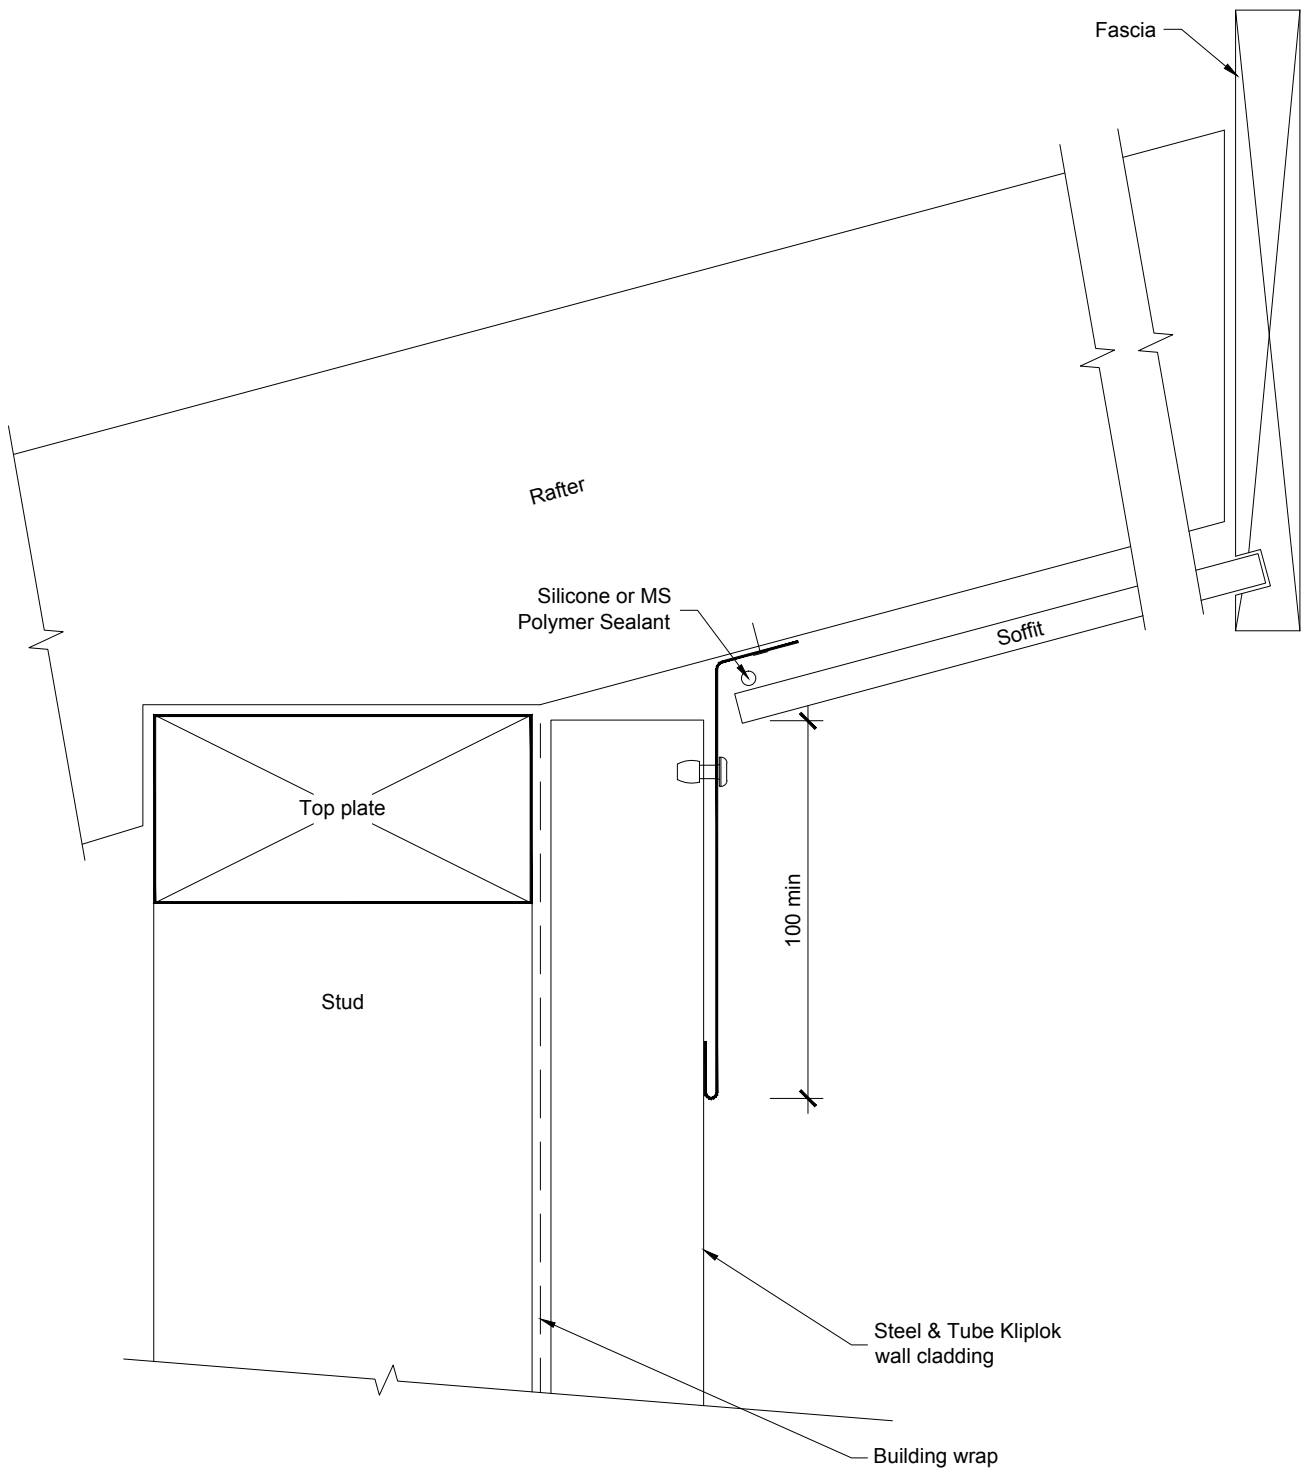 Fascia
Rafter
Silicone or MS
Polymer Sealant
Soffit
Top plate
100 min
Stud
Steel & Tube Kliplok
wall cladding
Building wrap